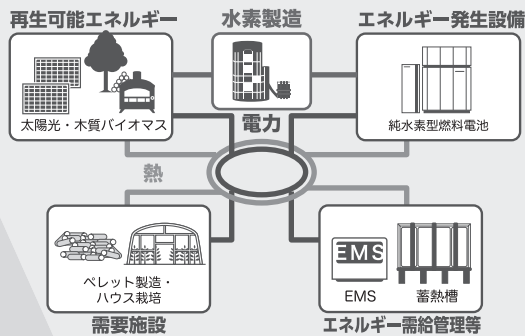 再生可能エネルギー
水素製造
エネルギー発生設備
太陽光・木質バイオマス
電力
純水素型燃料電池
熱
ペレット製造・
ハウス栽培
需要施設
EMS
EMS
蓄熱槽
エネルギー需給管理等